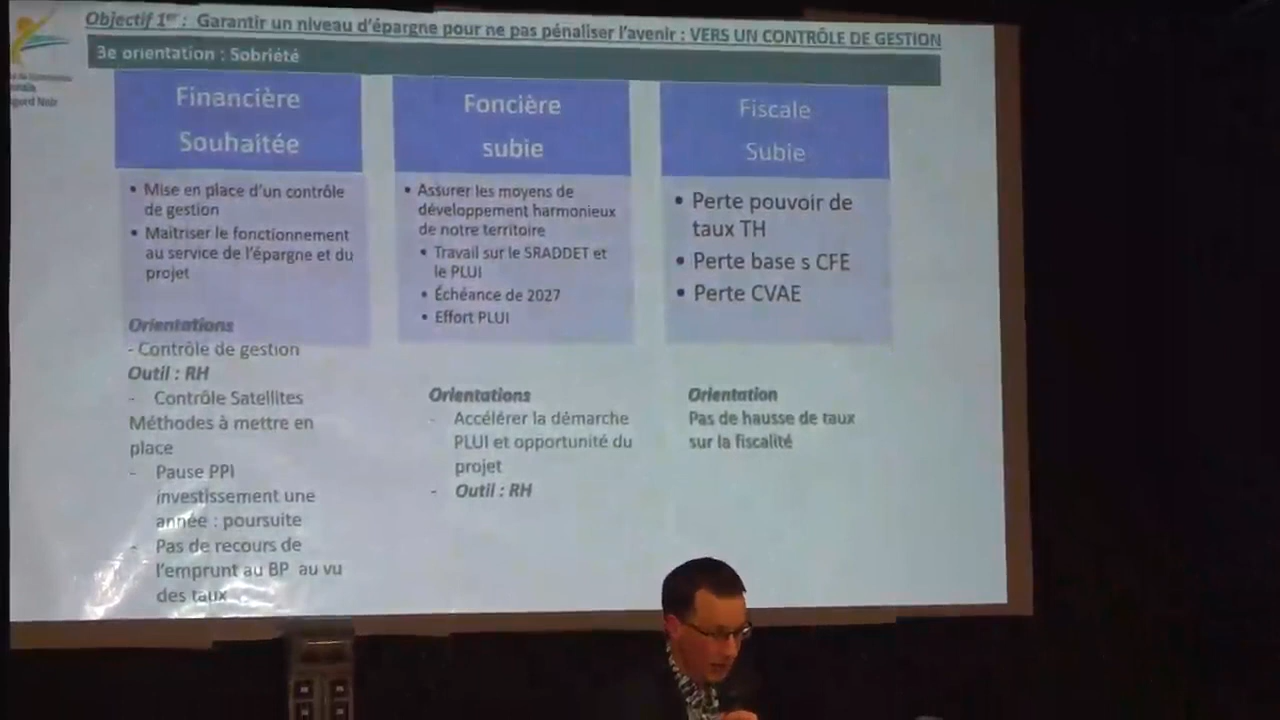 Objectif 1er : Garantir un niveau d'épargne pour ne pas pénaliser l'avenir : VERS UN CONTRÔLE DE GESTION
3e orientation : Sobriété
Noir
Financière
Souhaitée
• Mise en place d'un contrôle
de gestion
• Maitriser le fonctionnement
au service de l'épargne et du
projet
Orientations
- Contrôle de gestion
Outil : RH
- Contrôle Satellites
Méthodes à mettre en
place
- Pause PPI
investissement une
année : poursuite
- Pas de recours de
l'emprunt au BP au vu
des taux
Foncière
subie
• Assurer les moyens de
développement harmonieux
de notre territoire
• Travail sur le SRADDET et
le PLUI
• Échéance de 2027
• Effort PLUI
Orientations
- Accélérer la démarche
PLUI et opportunité du
projet
- Outil : RH
Fiscale
Subie
• Perte pouvoir de
taux TH
• Perte base s CFE
• Perte CVAE
Orientation
Pas de hausse de taux
sur la fiscalité